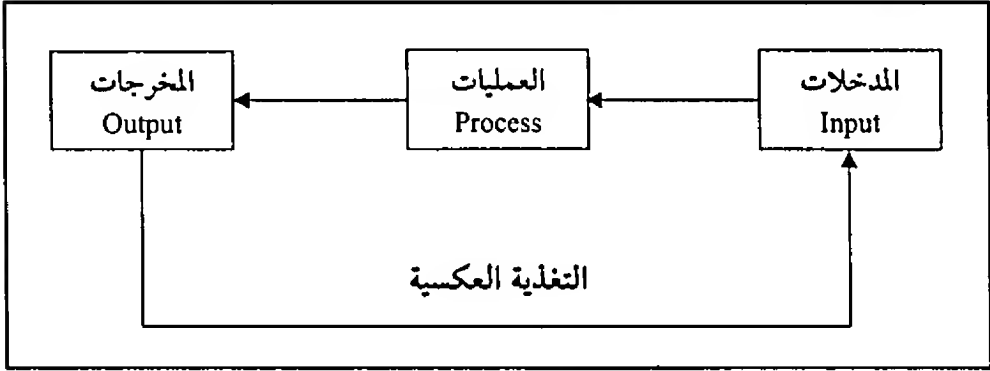 المدخلات
Input
العمليات
Process
المخرجات
Output
التغذية العكسية